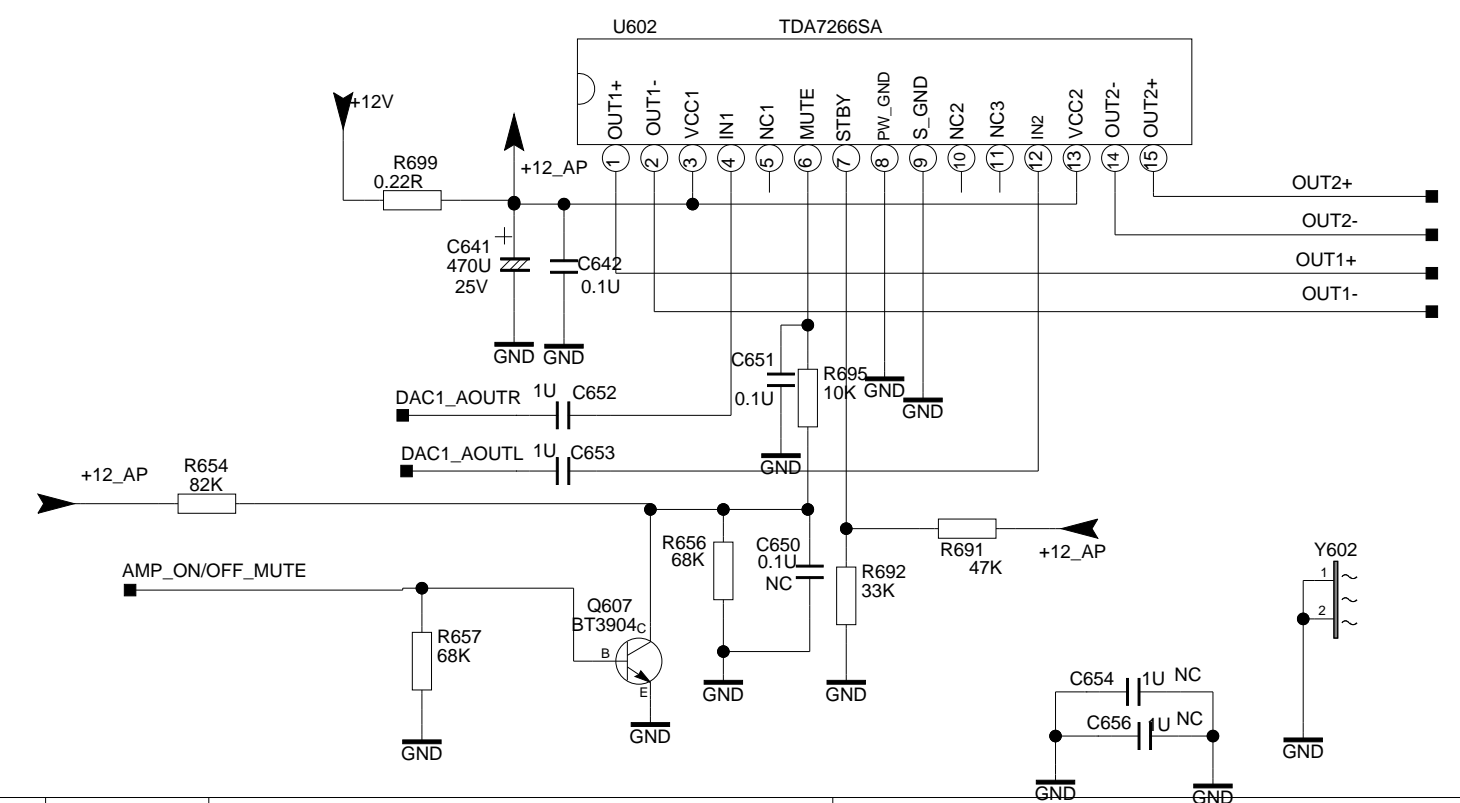 U602 TDA7266SA
OUT1+ OUT1- VCC1 IN1 NC1 MUTE STBY PW_GND S_GND NC2 NC3 IN2 VCC2 OUT2- OUT2+
1 2 3 4 5 6 7 8 9 10 11 12 13 14 15
+12V
R699
0.22R
+12_AP
OUT2+
OUT2-
OUT1+
OUT1-
+
C641
470U
25V
C642
0.1U
GND GND
C651
0.1U
R695
10K
GND
GND
GND
DAC1_AOUTR 1U C652
DAC1_AOUTL 1U C653
+12_AP
R654
82K
R656
68K
C650
0.1U
NC
R691
47K
+12_AP
R692
33K
AMP_ON/OFF_MUTE
R657
68K
Q607
BT3904
C
B
E
GND
GND
GND
GND
Y602
1
2
GND
C654 1U NC
C656 1U NC
GND
GND